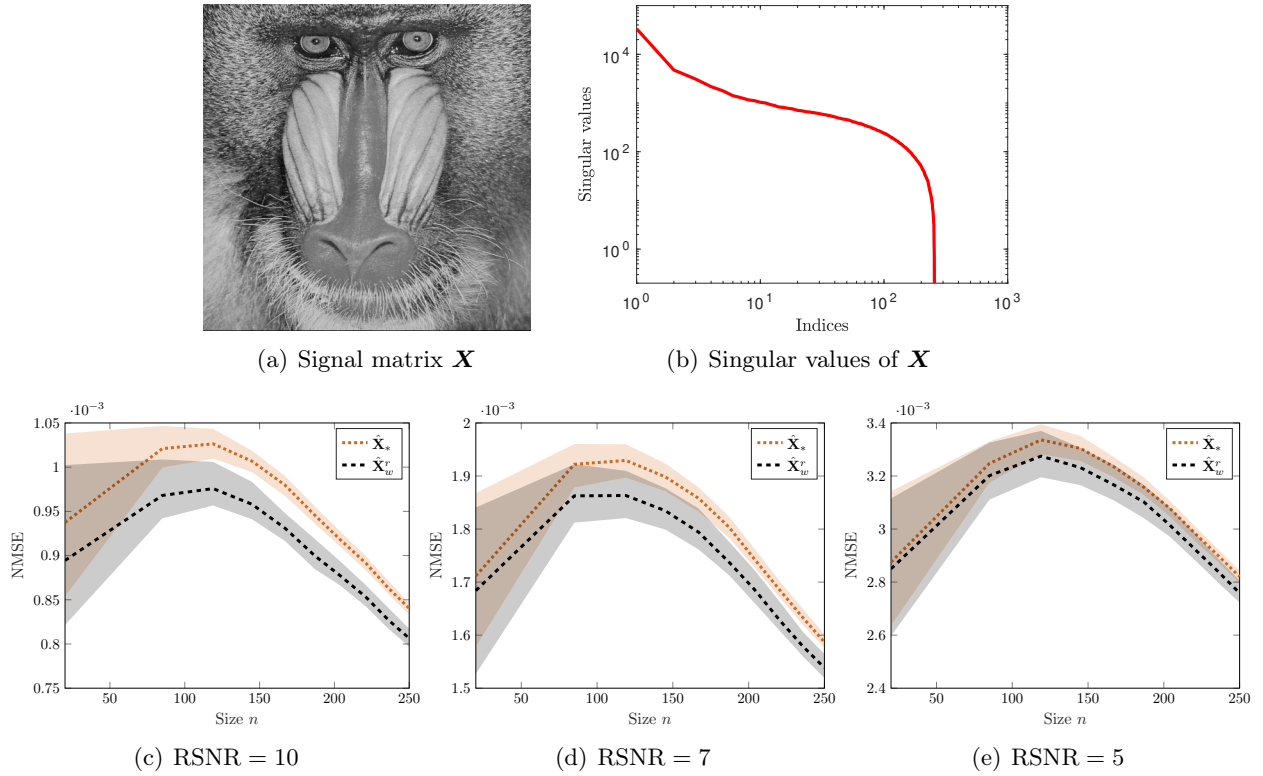 10^4
10^2
10^0
Singular values
10^0 10^1 10^2 10^3
Indices
(a) Signal matrix X
(b) Singular values of X
·10^−3
1.05
1
0.95
0.9
0.85
0.8
0.75
NMSE
50 100 150 200 250
Size n
X̂_*
X̂_w^r
(c) RSNR = 10
·10^−3
2
1.9
1.8
1.7
1.6
1.5
NMSE
50 100 150 200 250
Size n
X̂_*
X̂_w^r
(d) RSNR = 7
·10^−3
3.4
3.2
3
2.8
2.6
2.4
NMSE
50 100 150 200 250
Size n
X̂_*
X̂_w^r
(e) RSNR = 5